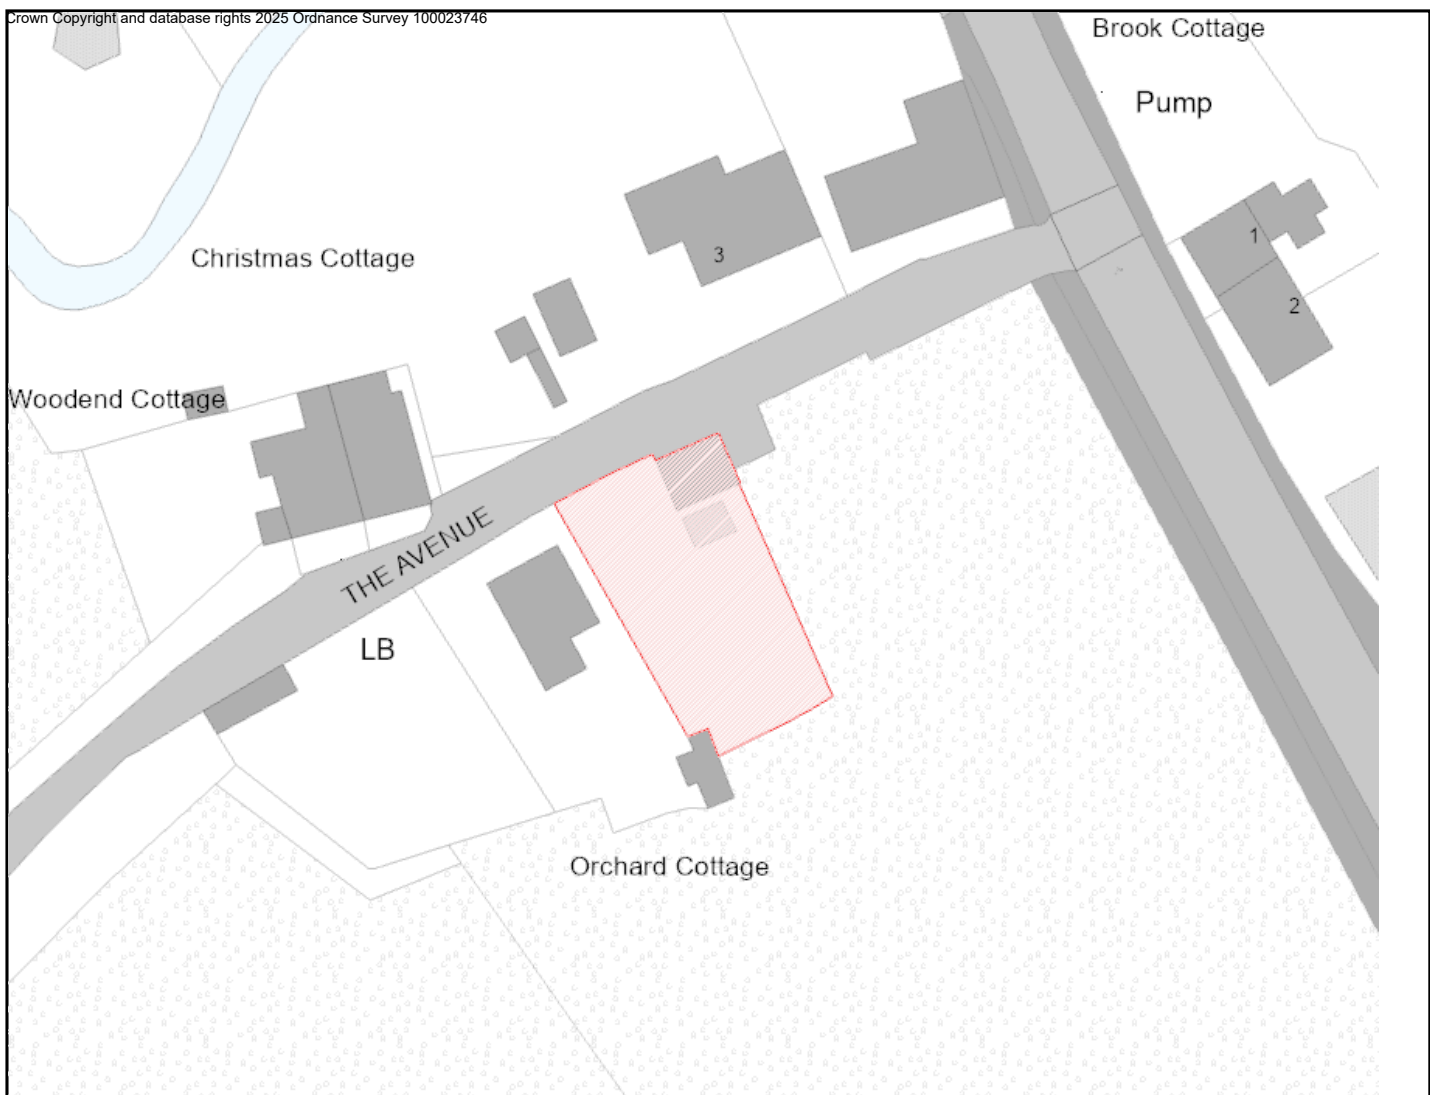 Crown Copyright and database rights 2025 Ordnance Survey 100023746
Brook Cottage
Pump
1
2
3
Christmas Cottage
Woodend Cottage
THE AVENUE
LB
Orchard Cottage